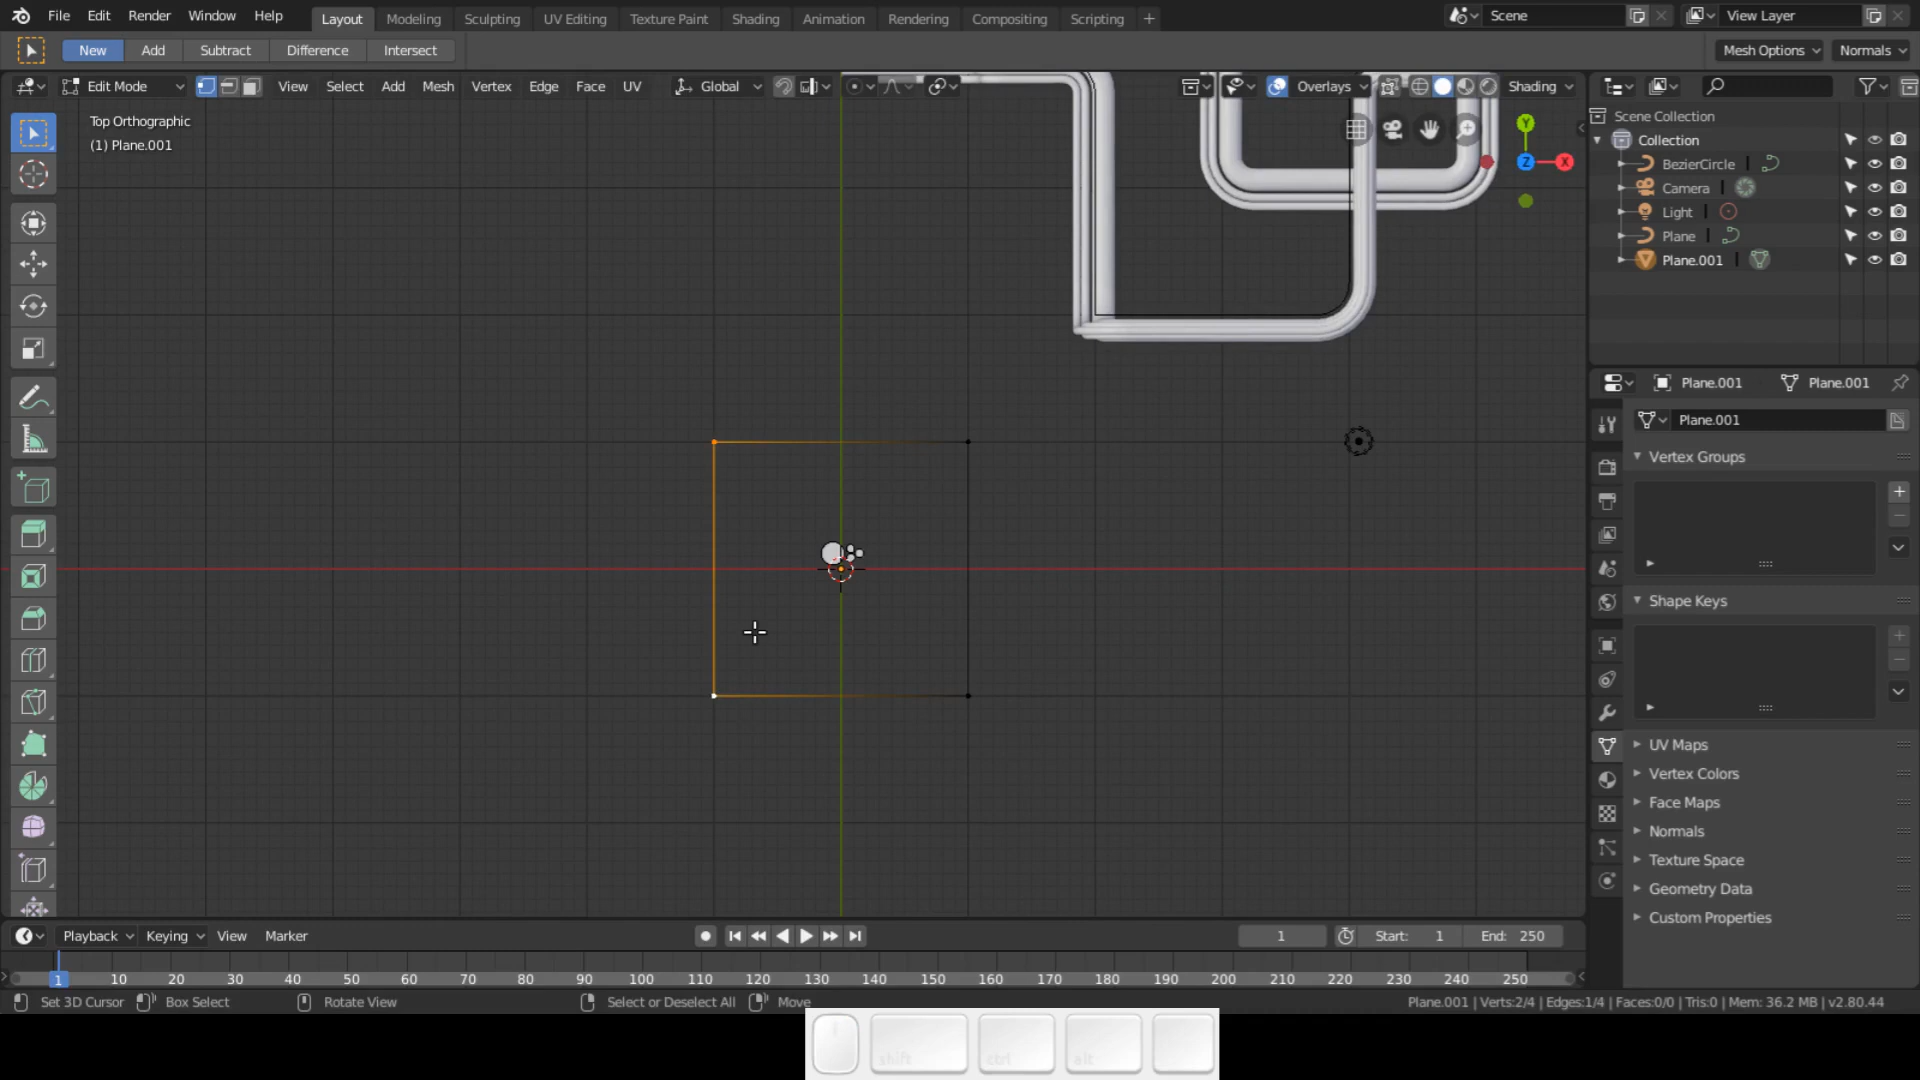 File Edit Render Window Help Layout Modeling Sculpting UV Editing Texture Paint Shading Animation Rendering Compositing Scripting + Scene View Layer
New Add Subtract Difference Intersect Mesh Options Normals
Edit Mode View Select Add Mesh Vertex Edge Face UV Global Overlays Shading
Top Orthographic
(1) Plane.001
Y
Z
X
Scene Collection
Collection
BezierCircle
Camera
Light
Plane
Plane.001
Plane.001 Plane.001
Plane.001
Vertex Groups
Shape Keys
UV Maps
Vertex Colors
Face Maps
Normals
Texture Space
Geometry Data
Custom Properties
Playback Keying View Marker 1 Start: 1 End: 250
1 10 20 30 40 50 60 70 80 90 100 110 120 130 140 150 160 170 180 190 200 210 220 230 240 250
Set 3D Cursor Box Select Rotate View Select or Deselect All Move Plane.001 | Verts:2/4 | Edges:1/4 | Faces:0/0 | Tris:0 | Mem: 36.2 MB | v2.80.44
shift ctrl alt